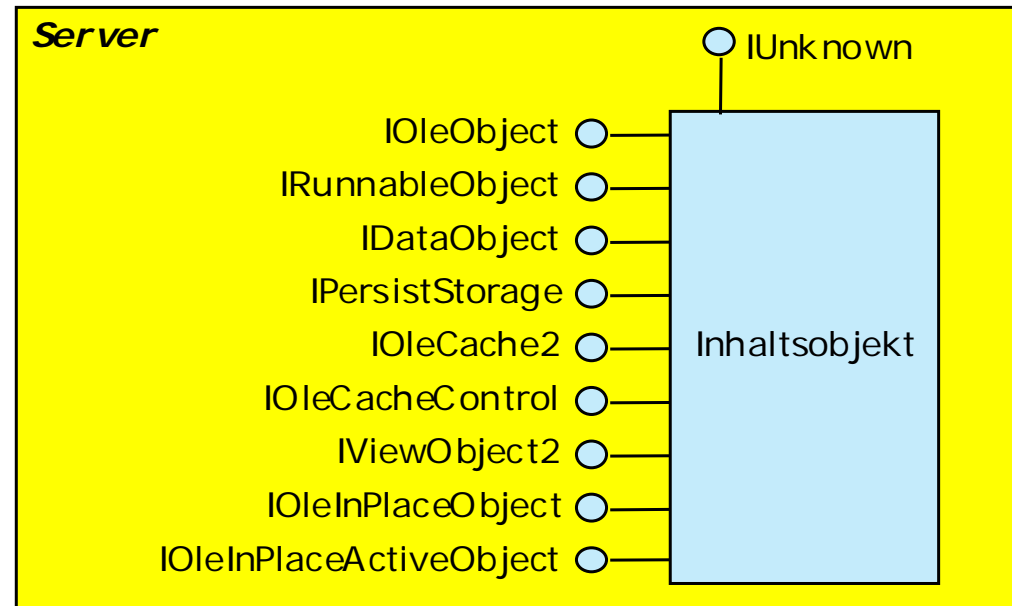 Server
IUnknown
IOleObject
IRunnableObject
IDataObject
IPersistStorage
IOleCache2
Inhaltsobjekt
IOleCacheControl
IViewObject2
IOleInPlaceObject
IOleInPlaceActiveObject